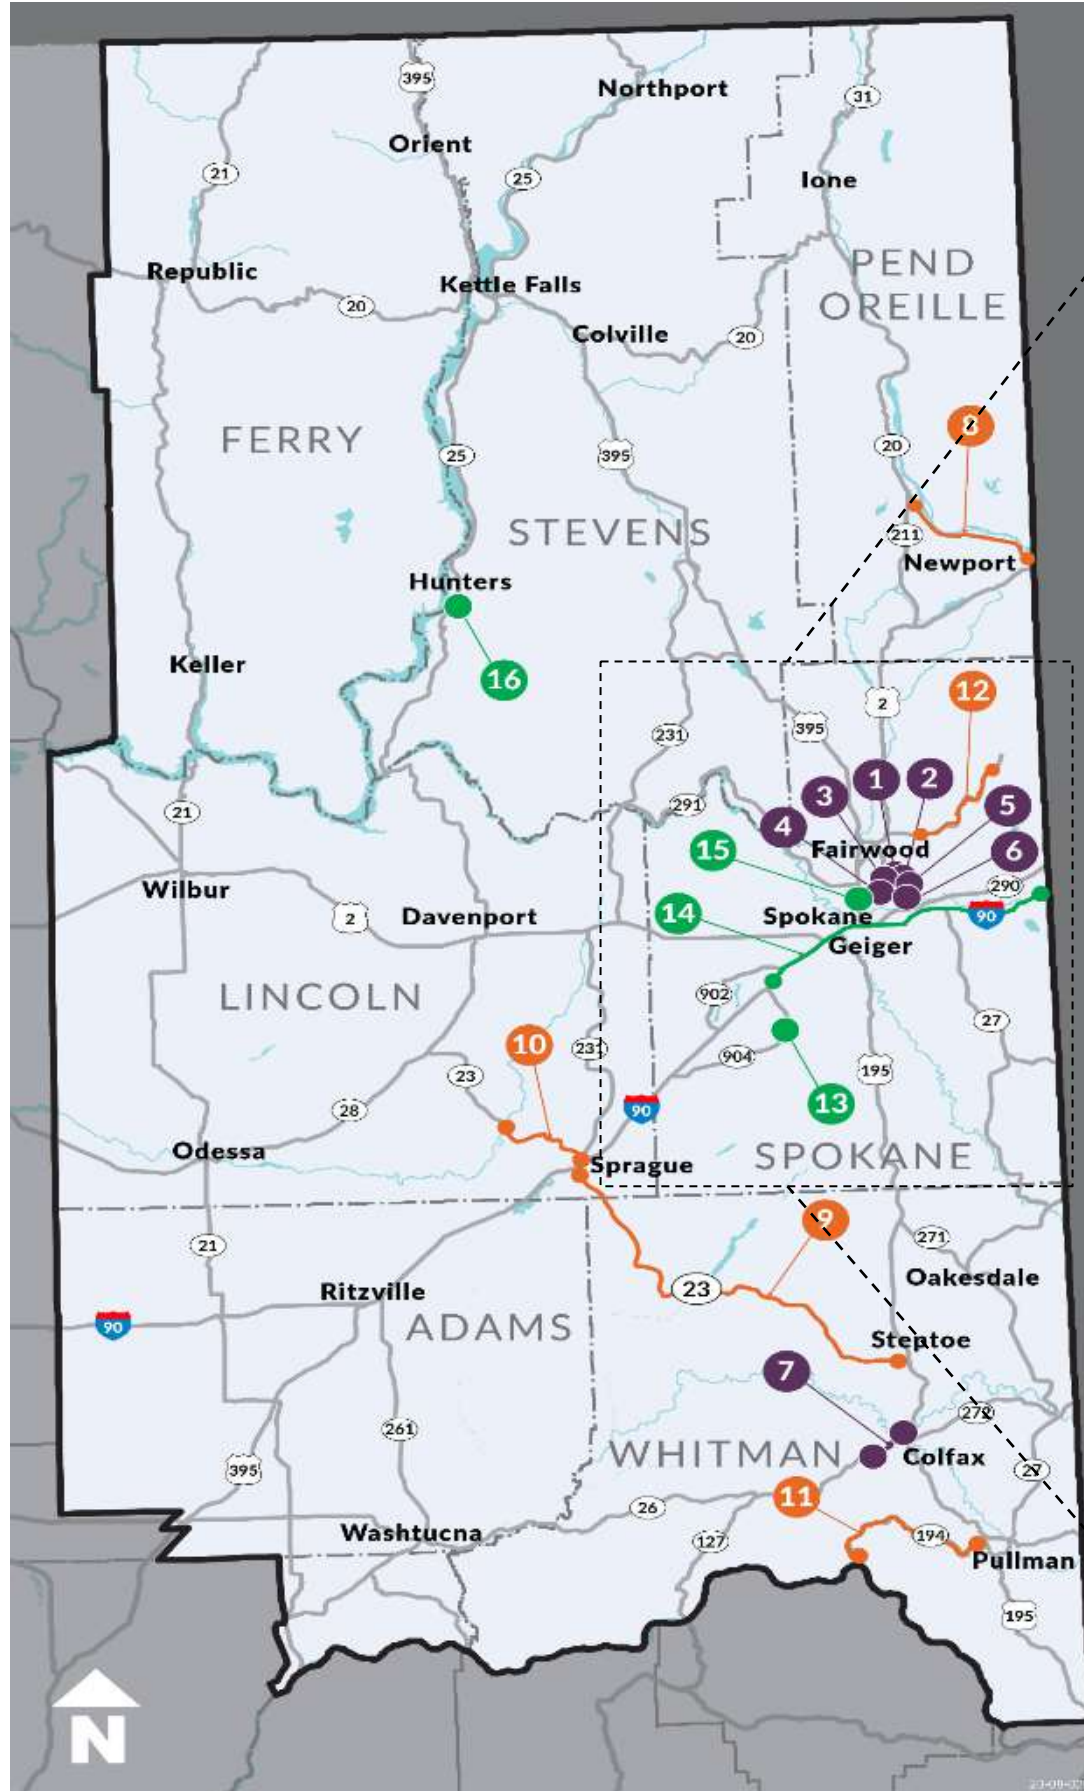 395
Northport
31
Orient
21
25
Ione
PEND
OREILLE
Republic
Kettle Falls
20
Colville
20
8
FERRY
25
395
20
STEVENS
211
Newport
Hunters
Keller
16
12
2
395
231
1
2
3
5
291
21
4
15
Fairwood
6
Wilbur
290
2
Davenport
14
Spokane
90
Geiger
LINCOLN
902
27
10
231
904
23
195
28
90
13
Odessa
Sprague
SPOKANE
9
21
271
23
Oakesdale
Ritzville
90
ADAMS
Steptoe
7
272
261
WHITMAN
Colfax
395
27
11
26
Washtucna
127
194
Pullman
195
N